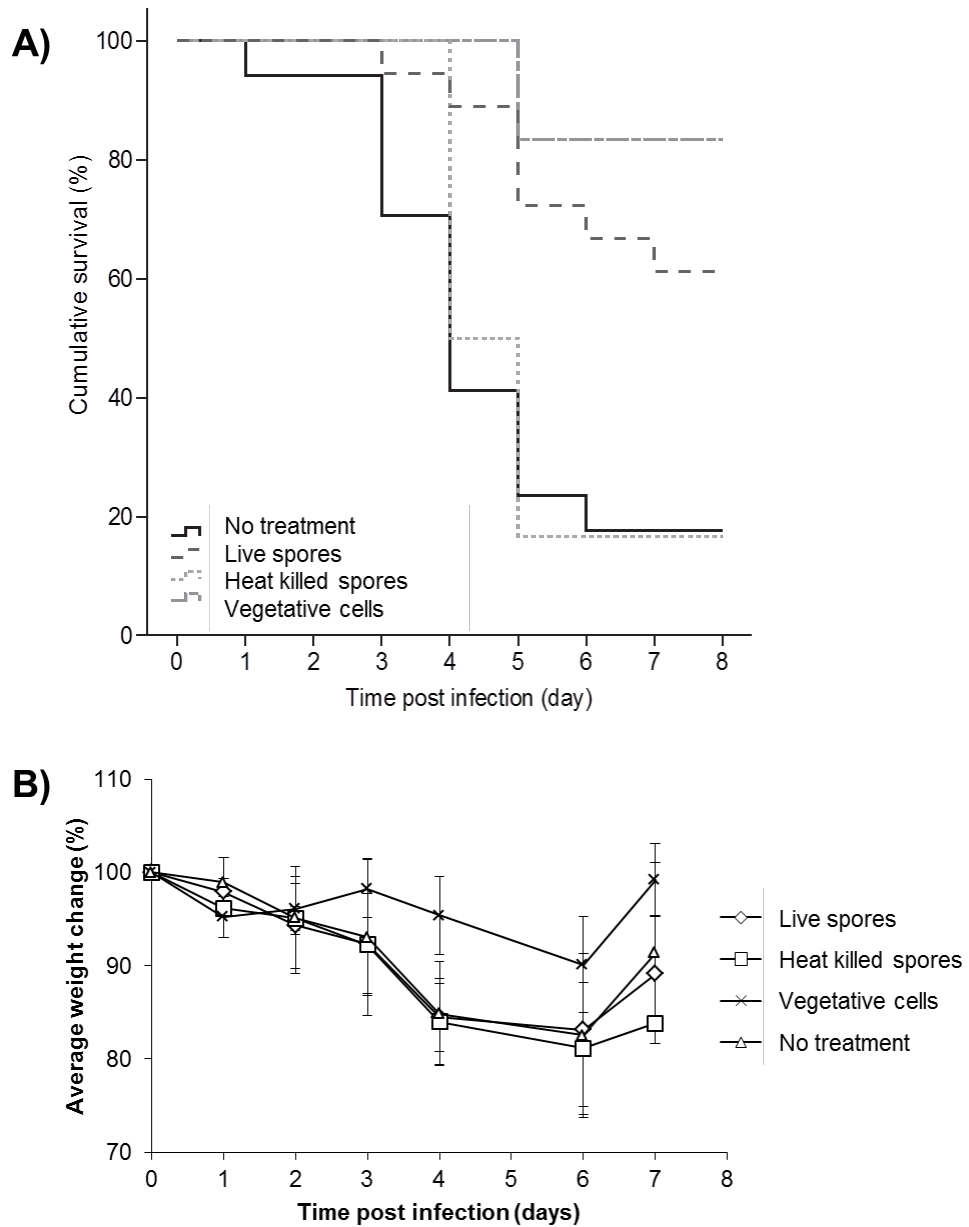 A)
100
80
60
40
20
0
Cumulative survival (%)
No treatment
Live spores
Heat killed spores
Vegetative cells
0 1 2 3 4 5 6 7 8
Time post infection (day)
B)
110
100
90
80
70
Average weight change (%)
Live spores
Heat killed spores
Vegetative cells
No treatment
0 1 2 3 4 5 6 7 8
Time post infection (days)